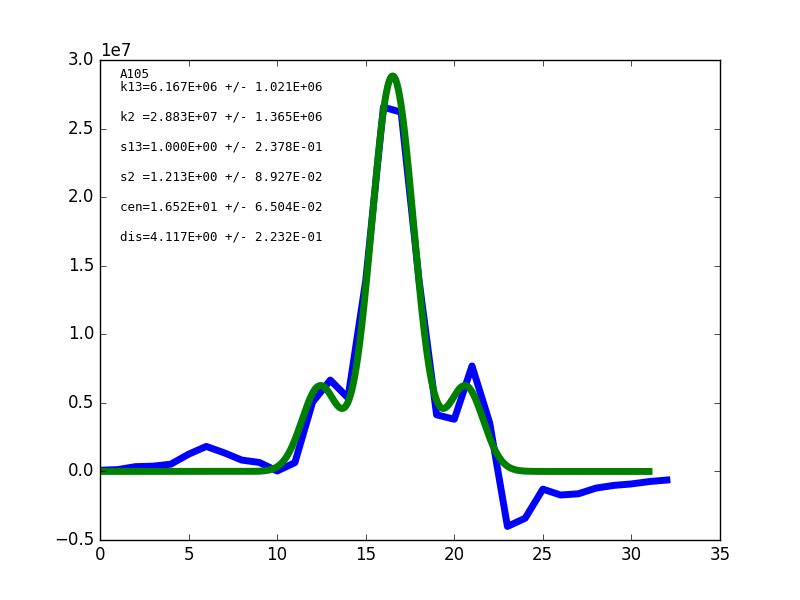 1e7
3.0
2.5
2.0
1.5
1.0
0.5
0.0
−0.5
A105
k13=6.167E+06 +/- 1.021E+06
k2 =2.883E+07 +/- 1.365E+06
s13=1.000E+00 +/- 2.378E-01
s2 =1.213E+00 +/- 8.927E-02
cen=1.652E+01 +/- 6.504E-02
dis=4.117E+00 +/- 2.232E-01
0 5 10 15 20 25 30 35